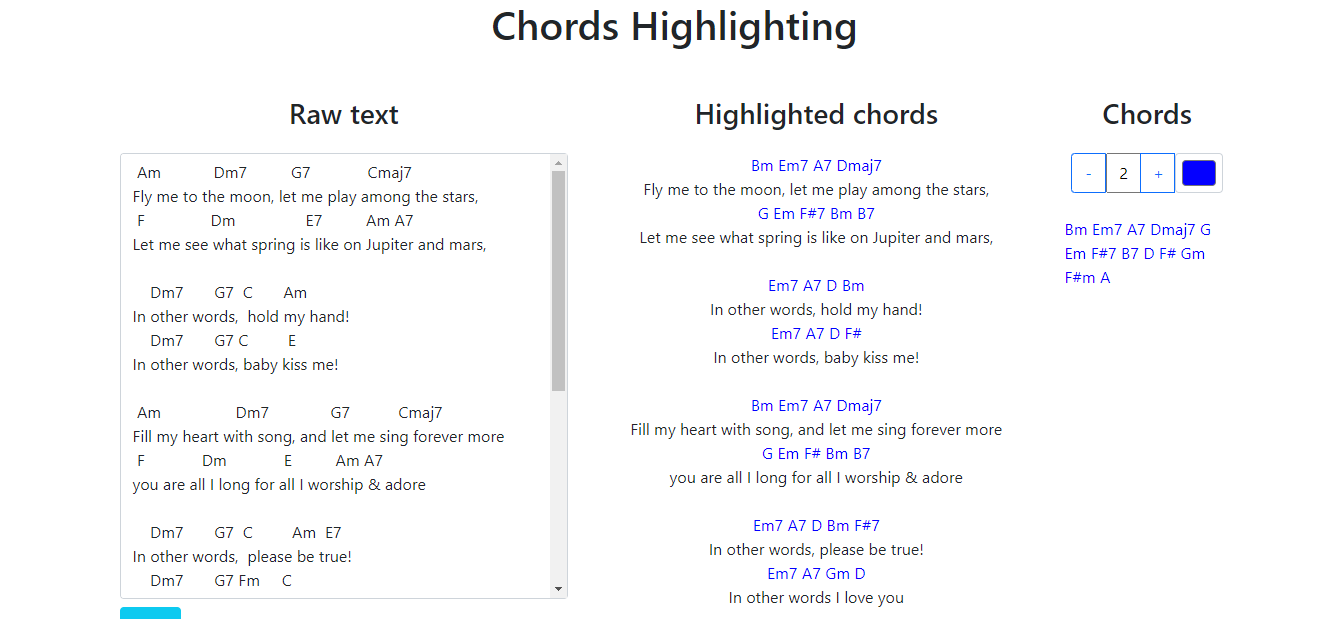 Chords Highlighting
Raw text
Am Dm7 G7 Cmaj7
Fly me to the moon, let me play among the stars,
F Dm E7 Am A7
Let me see what spring is like on Jupiter and mars,
Dm7 G7 C Am
In other words, hold my hand!
Dm7 G7 C E
In other words, baby kiss me!
Am Dm7 G7 Cmaj7
Fill my heart with song, and let me sing forever more
F Dm E Am A7
you are all I long for all I worship & adore
Dm7 G7 C Am E7
In other words, please be true!
Dm7 G7 Fm C
Highlighted chords
Bm Em7 A7 Dmaj7
Fly me to the moon, let me play among the stars,
G Em F#7 Bm B7
Let me see what spring is like on Jupiter and mars,
Em7 A7 D Bm
In other words, hold my hand!
Em7 A7 D F#
In other words, baby kiss me!
Bm Em7 A7 Dmaj7
Fill my heart with song, and let me sing forever more
G Em F# Bm B7
you are all I long for all I worship & adore
Em7 A7 D Bm F#7
In other words, please be true!
Em7 A7 Gm D
In other words I love you
Chords
- 2 +
Bm Em7 A7 Dmaj7 G
Em F#7 B7 D F# Gm
F#m A